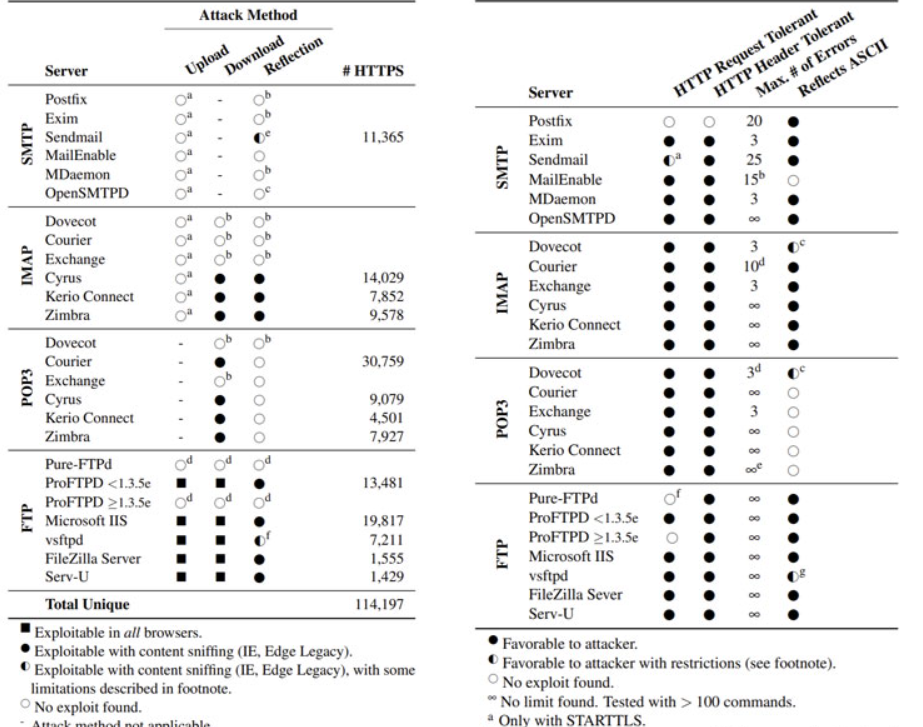 Attack Method
Upload Download Reflection
Server # HTTPS
SMTP
Postfix ○a - ○b
Exim ○a - ○b
Sendmail ○a - ◐e 11,365
MailEnable ○a - ○
MDaemon ○a - ○b
OpenSMTPD ○a - ○c
IMAP
Dovecot ○a ○b ○b
Courier ○a ○b ○b
Exchange ○a ○b ○b
Cyrus ○a ● ● 14,029
Kerio Connect ○a ● ● 7,852
Zimbra ○a ● ● 9,578
POP3
Dovecot - ○b ○b
Courier - ● ○ 30,759
Exchange - ○b ○
Cyrus - ● ○ 9,079
Kerio Connect - ● ○ 4,501
Zimbra - ● ○ 7,927
FTP
Pure-FTPd ○d ○d ○d
ProFTPD <1.3.5e ■ ■ ● 13,481
ProFTPD ≥1.3.5e ○d ○d ○d
Microsoft IIS ■ ■ ● 19,817
vsftpd ■ ■ ◐f 7,211
FileZilla Server ■ ■ ● 1,555
Serv-U ■ ■ ● 1,429
Total Unique 114,197
■ Exploitable in all browsers.
● Exploitable with content sniffing (IE, Edge Legacy).
◐ Exploitable with content sniffing (IE, Edge Legacy), with some
limitations described in footnote.
○ No exploit found.
- Attack method not applicable.
HTTP Request Tolerant
HTTP Header Tolerant
Max. # of Errors
Reflects ASCII
Server
SMTP
Postfix ○ ○ 20 ●
Exim ● ● 3 ●
Sendmail ◐a ● 25 ●
MailEnable ● ● 15b ○
MDaemon ● ● 3 ●
OpenSMTPD ● ● ∞ ●
IMAP
Dovecot ● ● 3 ◐c
Courier ● ● 10d ●
Exchange ● ● 3 ●
Cyrus ● ● ∞ ●
Kerio Connect ● ● ∞ ●
Zimbra ● ● ∞ ●
POP3
Dovecot ● ● 3d ◐c
Courier ● ● ∞ ○
Exchange ● ● 3 ○
Cyrus ● ● ∞ ○
Kerio Connect ● ● ∞ ○
Zimbra ● ● ∞e ○
FTP
Pure-FTPd ○f ● ∞ ●
ProFTPD <1.3.5e ● ● ∞ ●
ProFTPD ≥1.3.5e ○ ● ∞ ●
Microsoft IIS ● ● ∞ ●
vsftpd ● ● ∞ ◐g
FileZilla Sever ● ● ∞ ●
Serv-U ● ● ∞ ●
● Favorable to attacker.
◐ Favorable to attacker with restrictions (see footnote).
○ No exploit found.
∞ No limit found. Tested with > 100 commands.
a Only with STARTTLS.